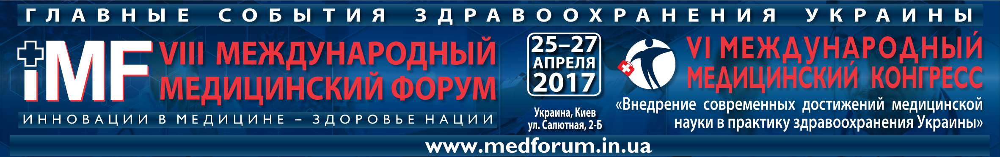 ГЛАВНЫЕ СОБЫТИЯ ЗДРАВООХРАНЕНИЯ УКРАИНЫ
iMF
VIII МЕЖДУНАРОДНЫЙ
МЕДИЦИНСКИЙ ФОРУМ
ИННОВАЦИИ В МЕДИЦИНЕ – ЗДОРОВЬЕ НАЦИИ
25–27
АПРЕЛЯ
2017
Украина, Киев
ул. Салютная, 2-Б
VI МЕЖДУНАРОДНЫЙ
МЕДИЦИНСКИЙ КОНГРЕСС
«Внедрение современных достижений медицинской
науки в практику здравоохранения Украины»
www.medforum.in.ua